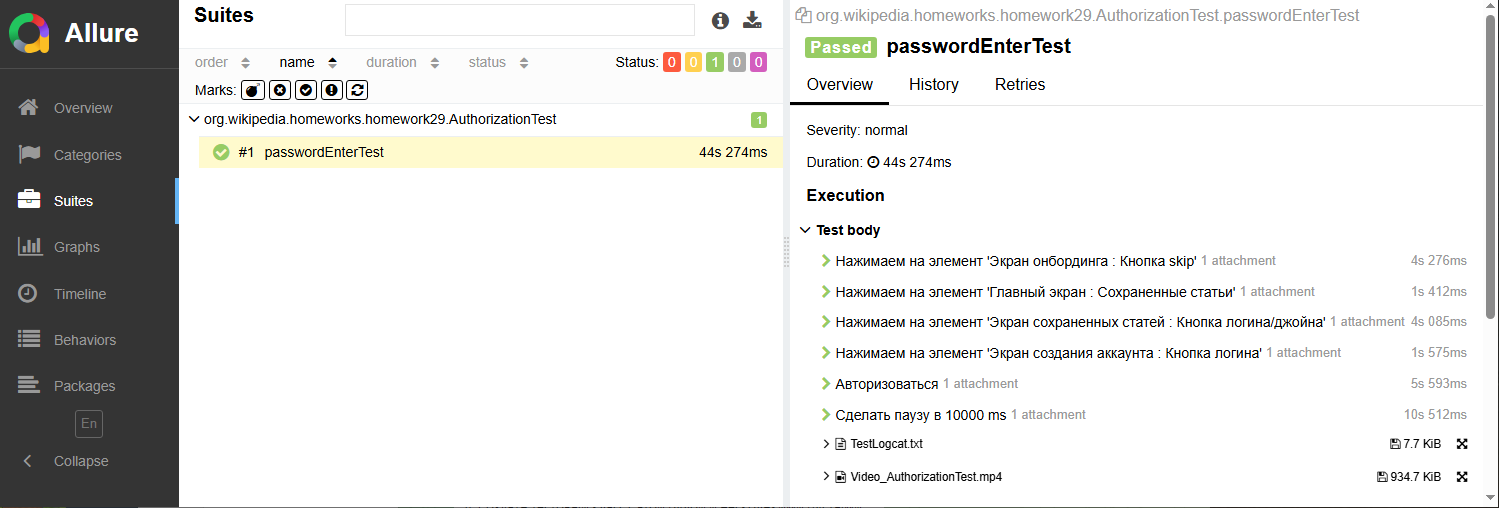 Allure
Overview
Categories
Suites
Graphs
Timeline
Behaviors
Packages
En
Collapse
Suites
order name duration status Status: 0 0 1 0 0
Marks:
org.wikipedia.homeworks.homework29.AuthorizationTest 1
#1 passwordEnterTest 44s 274ms
org.wikipedia.homeworks.homework29.AuthorizationTest.passwordEnterTest
Passed passwordEnterTest
Overview History Retries
Severity: normal
Duration: 44s 274ms
Execution
Test body
Нажимаем на элемент 'Экран онбординга : Кнопка skip' 1 attachment 4s 276ms
Нажимаем на элемент 'Главный экран : Сохраненные статьи' 1 attachment 1s 412ms
Нажимаем на элемент 'Экран сохраненных статей : Кнопка логина/джойна' 1 attachment 4s 085ms
Нажимаем на элемент 'Экран создания аккаунта : Кнопка логина' 1 attachment 1s 575ms
Авторизоваться 1 attachment 5s 593ms
Сделать паузу в 10000 ms 1 attachment 10s 512ms
TestLogcat.txt 7.7 KiB
Video_AuthorizationTest.mp4 934.7 KiB